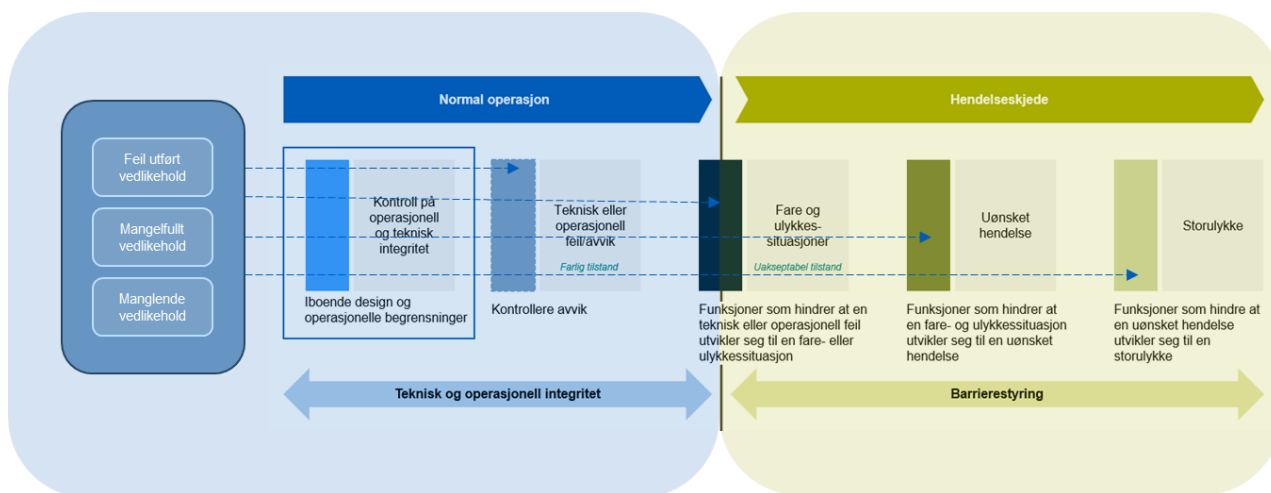 Normal operasjon
Hendelseskjede
Feil utført
vedlikehold
Mangelfullt
vedlikehold
Manglende
vedlikehold
Kontroll på
operasjonell
og teknisk
integritet
Iboende design og
operasjonelle begrensninger
Teknisk eller
operasjonell
feil/avvik
Farlig tilstand
Kontrollere avvik
Fare og
ulykkes-
situasjoner
Uakseptabel tilstand
Funksjoner som hindrer at en
teknisk eller operasjonell feil
utvikler seg til en fare- eller
ulykkessituasjon
Uønsket
hendelse
Funksjoner som hindrer at
en fare- og ulykkessituasjon
utvikler seg til en uønsket
hendelse
Storulykke
Funksjoner som hindre at
en uønsket hendelse
utvikler seg til en
storulykke
Teknisk og operasjonell integritet
Barrierestyring